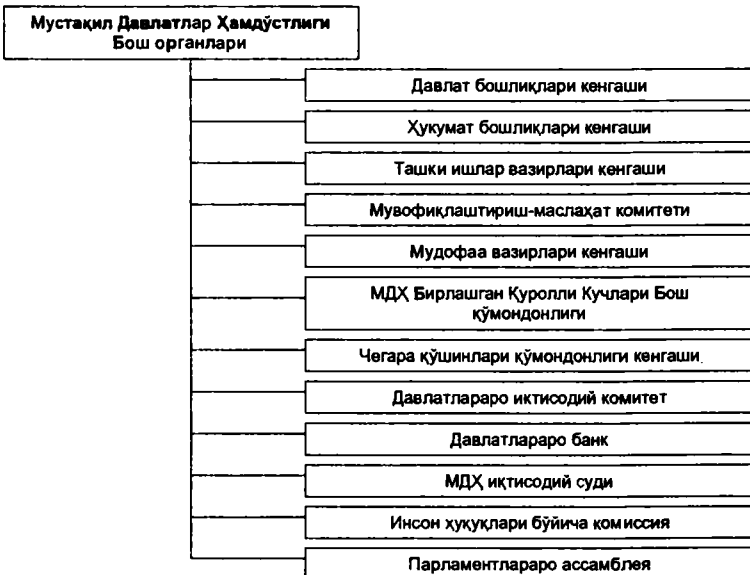 Мустақил Давлатлар Ҳамдўстлиги
Бош органлари
Давлат бошлиқлари кенгаши
Ҳукумат бошлиқлари кенгаши
Ташки ишлар вазирлари кенгаши
Мувофиқлаштириш-маслаҳат комитети
Мудофаа вазирлари кенгаши
МДҲ Бирлашган Қуролли Кучлари Бош
қўмондонлиги
Чегара қўшинлари қўмондонлиги кенгаши
Давлатлараро иктисодий комитет
Давлатлараро банк
МДҲ иқтисодий суди
Инсон ҳуқуқлари бўйича комиссия
Парламентлараро ассамблея